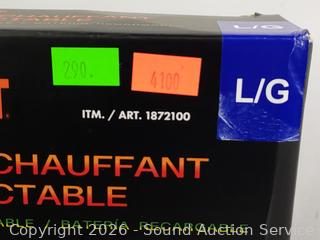 L/G
290.
4100
ITM. / ART. 1872100
L/G
CHAUFFANT
CTABLE
ABLE / BATERÍA RECARGABLE
Copyright 2026 - Sound Auction Service